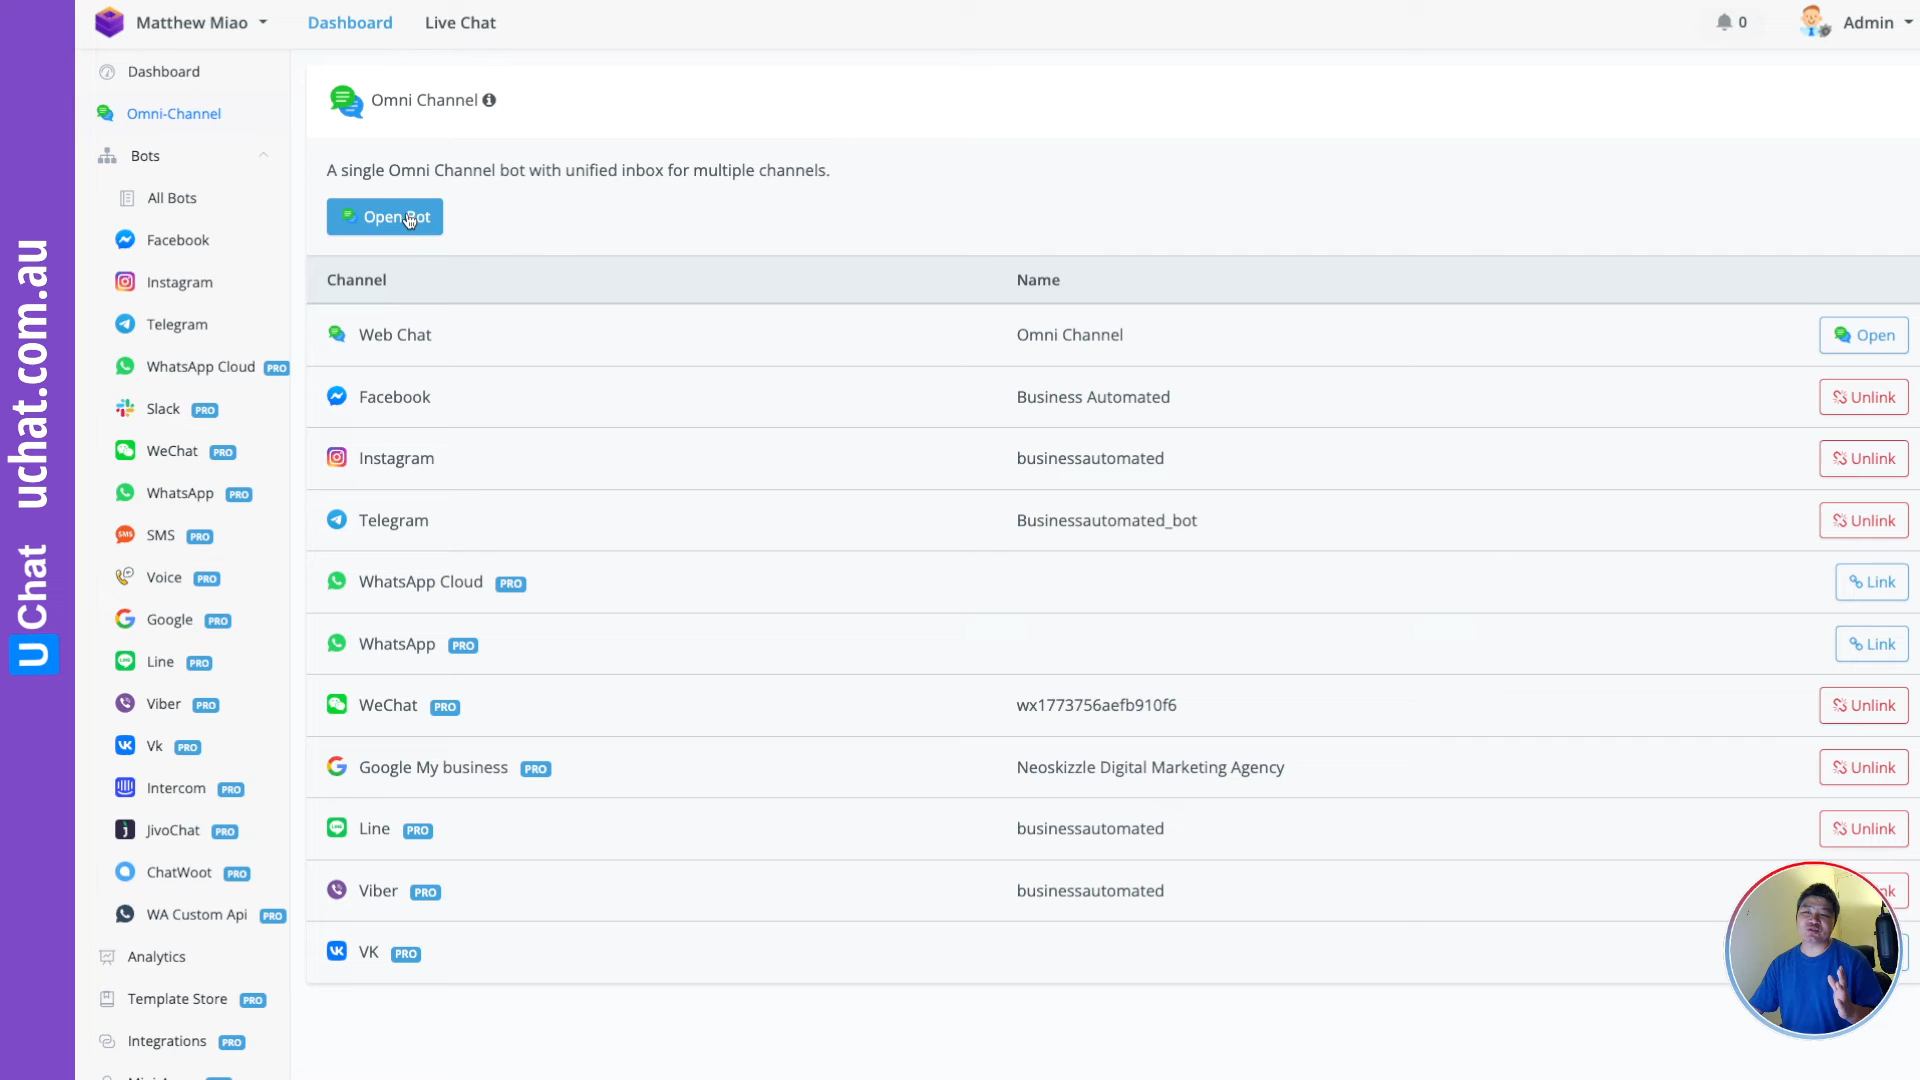 UChat uchat.com.au
Matthew Miao
Dashboard
Live Chat
0
Admin
Dashboard
Omni-Channel
Bots
All Bots
Facebook
Instagram
Telegram
WhatsApp Cloud PRO
Slack PRO
WeChat PRO
WhatsApp PRO
SMS PRO
Voice PRO
Google PRO
Line PRO
Viber PRO
Vk PRO
Intercom PRO
JivoChat PRO
ChatWoot PRO
WA Custom Api PRO
Analytics
Template Store PRO
Integrations PRO
Omni Channel
A single Omni Channel bot with unified inbox for multiple channels.
Open Bot
Channel Name
Web Chat Omni Channel Open
Facebook Business Automated Unlink
Instagram businessautomated Unlink
Telegram Businessautomated_bot Unlink
WhatsApp Cloud PRO Link
WhatsApp PRO Link
WeChat PRO wx1773756aefb910f6 Unlink
Google My business PRO Neoskizzle Digital Marketing Agency Unlink
Line PRO businessautomated Unlink
Viber PRO businessautomated
VK PRO